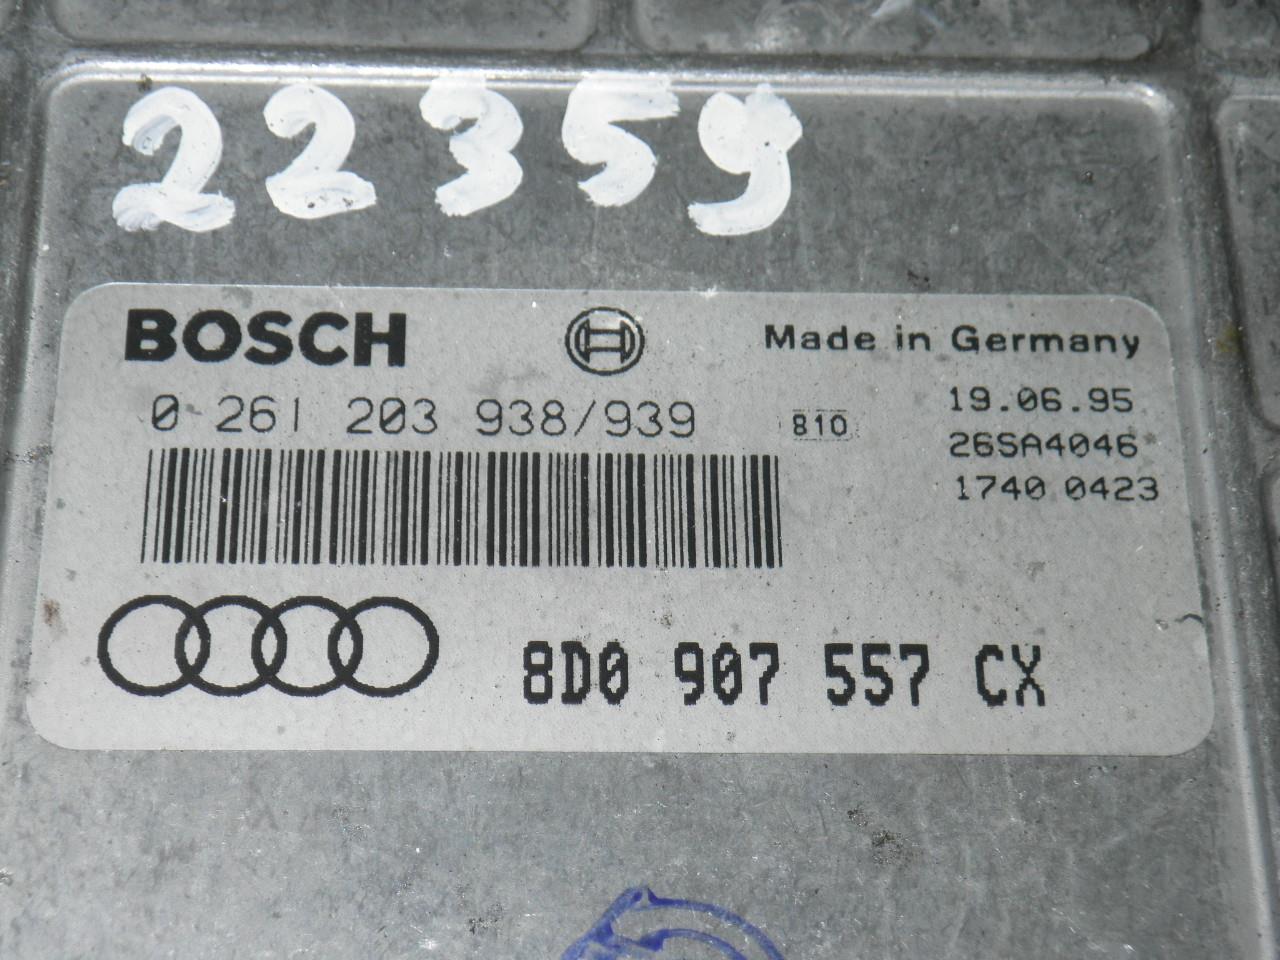 22359
BOSCH Made in Germany
0 261 203 938/939 810 19.06.95
26SA4046
1740 0423
8D0 907 557 CX